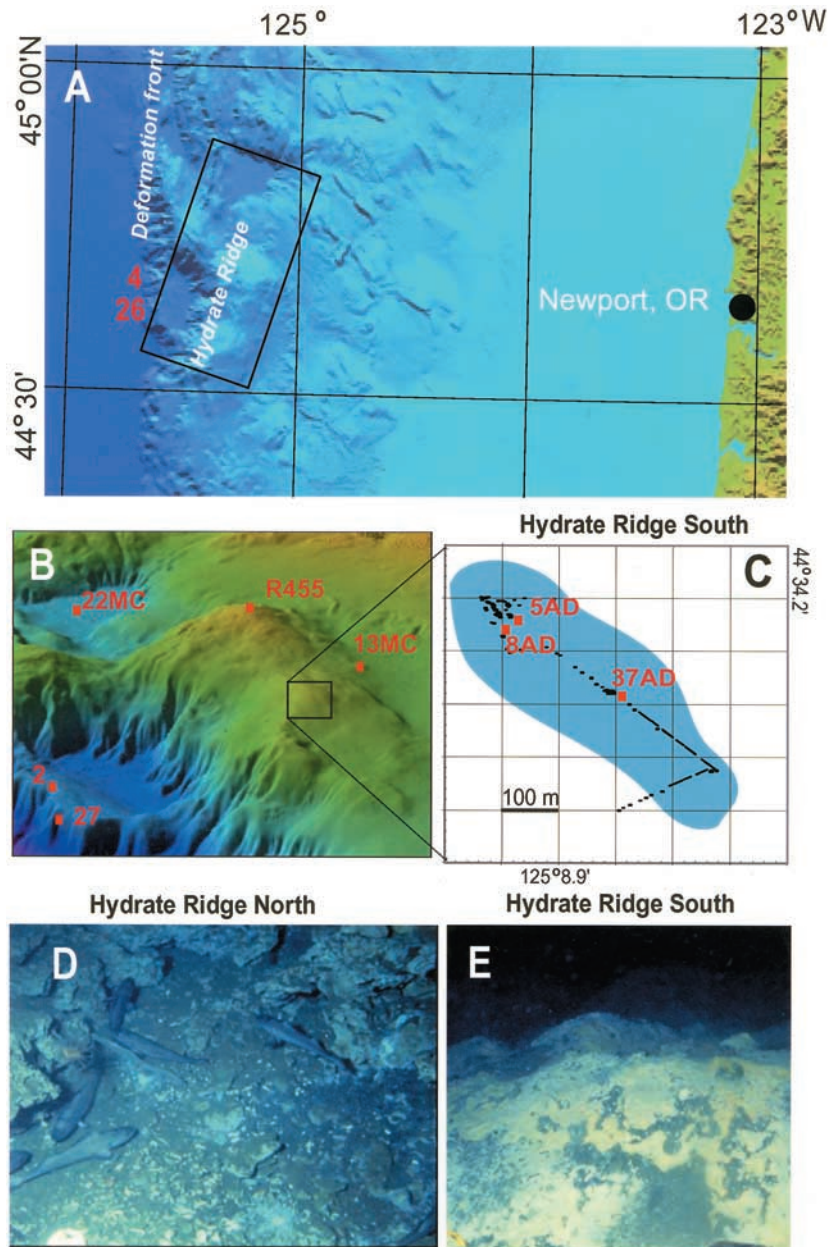 125°
123°W
45° 00'N
A
Deformation front
4
26
Hydrate Ridge
Newport, OR
44° 30'
Hydrate Ridge South
B
22MC
R455
13MC
2
27
C
44° 34.2'
5AD
8AD
37AD
100 m
125°8.9'
Hydrate Ridge North
Hydrate Ridge South
D
E